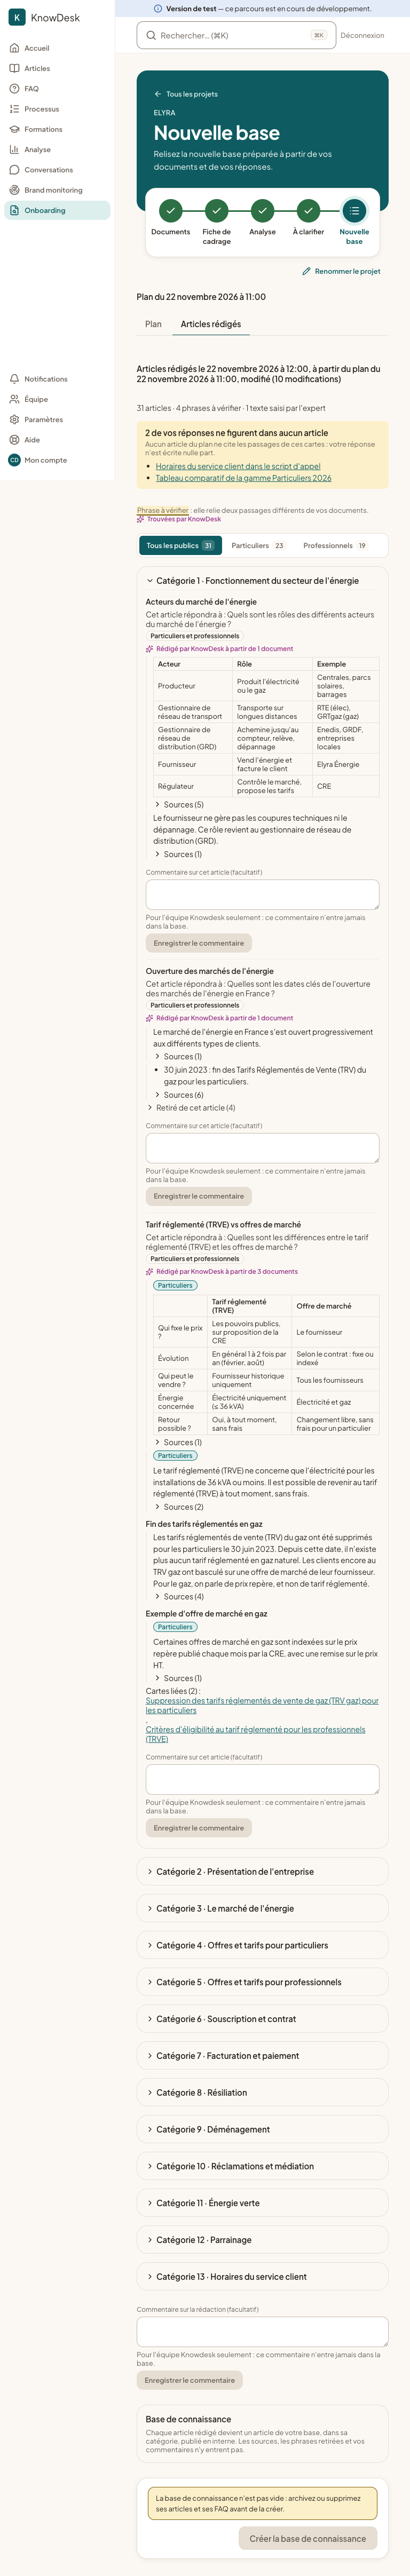 K KnowDesk
Accueil
Articles
FAQ
Processus
Formations
Analyse
Conversations
Brand monitoring
Onboarding
Notifications
Équipe
Paramètres
Aide
CD Mon compte
Version de test — ce parcours est en cours de développement.
Rechercher... (⌘K) ⌘K
Déconnexion
Tous les projets
ELYRA
Nouvelle base
Relisez la nouvelle base préparée à partir de vos
documents et de vos réponses.
Documents
Fiche de
cadrage
Analyse
À clarifier
Nouvelle
base
Renommer le projet
Plan du 22 novembre 2026 à 11:00
Plan
Articles rédigés
Articles rédigés le 22 novembre 2026 à 12:00, à partir du plan du
22 novembre 2026 à 11:00, modifié (10 modifications)
31 articles · 4 phrases à vérifier · 1 texte saisi par l'expert
2 de vos réponses ne figurent dans aucun article
Aucun article du plan ne cite les passages de ces cartes : votre réponse
n'est écrite nulle part.
Horaires du service client dans le script d'appel
Tableau comparatif de la gamme Particuliers 2026
Phrase à vérifier : elle relie deux passages différents de vos documents.
Trouvées par KnowDesk
Tous les publics 31
Particuliers 23
Professionnels 19
Catégorie 1 · Fonctionnement du secteur de l'énergie
Acteurs du marché de l'énergie
Cet article répondra à : Quels sont les rôles des différents acteurs
du marché de l'énergie ?
Particuliers et professionnels
Rédigé par KnowDesk à partir de 1 document
Acteur Rôle Exemple
Producteur
Produit l'électricité
ou le gaz
Centrales, parcs
solaires,
barrages
Gestionnaire de
réseau de transport
Transporte sur
longues distances
RTE (élec),
GRTgaz (gaz)
Gestionnaire de
réseau de
distribution (GRD)
Achemine jusqu'au
compteur, relève,
dépannage
Enedis, GRDF,
entreprises
locales
Fournisseur
Vend l'énergie et
facture le client
Elyra Énergie
Régulateur
Contrôle le marché,
propose les tarifs
CRE
Sources (5)
Le fournisseur ne gère pas les coupures techniques ni le
dépannage. Ce rôle revient au gestionnaire de réseau de
distribution (GRD).
Sources (1)
Commentaire sur cet article (facultatif)
Pour l'équipe Knowdesk seulement : ce commentaire n'entre jamais
dans la base.
Enregistrer le commentaire
Ouverture des marchés de l'énergie
Cet article répondra à : Quelles sont les dates clés de l'ouverture
des marchés de l'énergie en France ?
Particuliers et professionnels
Rédigé par KnowDesk à partir de 1 document
Le marché de l'énergie en France s'est ouvert progressivement
aux différents types de clients.
Sources (1)
30 juin 2023 : fin des Tarifs Réglementés de Vente (TRV) du
gaz pour les particuliers.
Sources (6)
Retiré de cet article (4)
Commentaire sur cet article (facultatif)
Pour l'équipe Knowdesk seulement : ce commentaire n'entre jamais
dans la base.
Enregistrer le commentaire
Tarif réglementé (TRVE) vs offres de marché
Cet article répondra à : Quelles sont les différences entre le tarif
réglementé (TRVE) et les offres de marché ?
Particuliers et professionnels
Rédigé par KnowDesk à partir de 3 documents
Particuliers
Tarif réglementé
(TRVE)
Offre de marché
Qui fixe le prix
?
Les pouvoirs publics,
sur proposition de la
CRE
Le fournisseur
Évolution
En général 1 à 2 fois par
an (février, août)
Selon le contrat : fixe ou
indexé
Qui peut le
vendre ?
Fournisseur historique
uniquement
Tous les fournisseurs
Énergie
concernée
Électricité uniquement
(≤ 36 kVA)
Électricité et gaz
Retour
possible ?
Oui, à tout moment,
sans frais
Changement libre, sans
frais pour un particulier
Sources (1)
Particuliers
Le tarif réglementé (TRVE) ne concerne que l'électricité pour les
installations de 36 kVA ou moins. Il est possible de revenir au tarif
réglementé (TRVE) à tout moment, sans frais.
Sources (2)
Fin des tarifs réglementés en gaz
Les tarifs réglementés de vente (TRV) du gaz ont été supprimés
pour les particuliers le 30 juin 2023. Depuis cette date, il n'existe
plus aucun tarif réglementé en gaz naturel. Les clients encore au
TRV gaz ont basculé sur une offre de marché de leur fournisseur.
Pour le gaz, on parle de prix repère, et non de tarif réglementé.
Sources (4)
Exemple d'offre de marché en gaz
Particuliers
Certaines offres de marché en gaz sont indexées sur le prix
repère publié chaque mois par la CRE, avec une remise sur le prix
HT.
Sources (1)
Cartes liées (2) :
Suppression des tarifs réglementés de vente de gaz (TRV gaz) pour
les particuliers
,
Critères d'éligibilité au tarif réglementé pour les professionnels
(TRVE)
Commentaire sur cet article (facultatif)
Pour l'équipe Knowdesk seulement : ce commentaire n'entre jamais
dans la base.
Enregistrer le commentaire
Catégorie 2 · Présentation de l'entreprise
Catégorie 3 · Le marché de l'énergie
Catégorie 4 · Offres et tarifs pour particuliers
Catégorie 5 · Offres et tarifs pour professionnels
Catégorie 6 · Souscription et contrat
Catégorie 7 · Facturation et paiement
Catégorie 8 · Résiliation
Catégorie 9 · Déménagement
Catégorie 10 · Réclamations et médiation
Catégorie 11 · Énergie verte
Catégorie 12 · Parrainage
Catégorie 13 · Horaires du service client
Commentaire sur la rédaction (facultatif)
Pour l'équipe Knowdesk seulement : ce commentaire n'entre jamais dans la
base.
Enregistrer le commentaire
Base de connaissance
Chaque article rédigé devient un article de votre base, dans sa
catégorie, publié en interne. Les sources, les phrases retirées et vos
commentaires n'y entrent pas.
La base de connaissance n'est pas vide : archivez ou supprimez
ses articles et ses FAQ avant de la créer.
Créer la base de connaissance